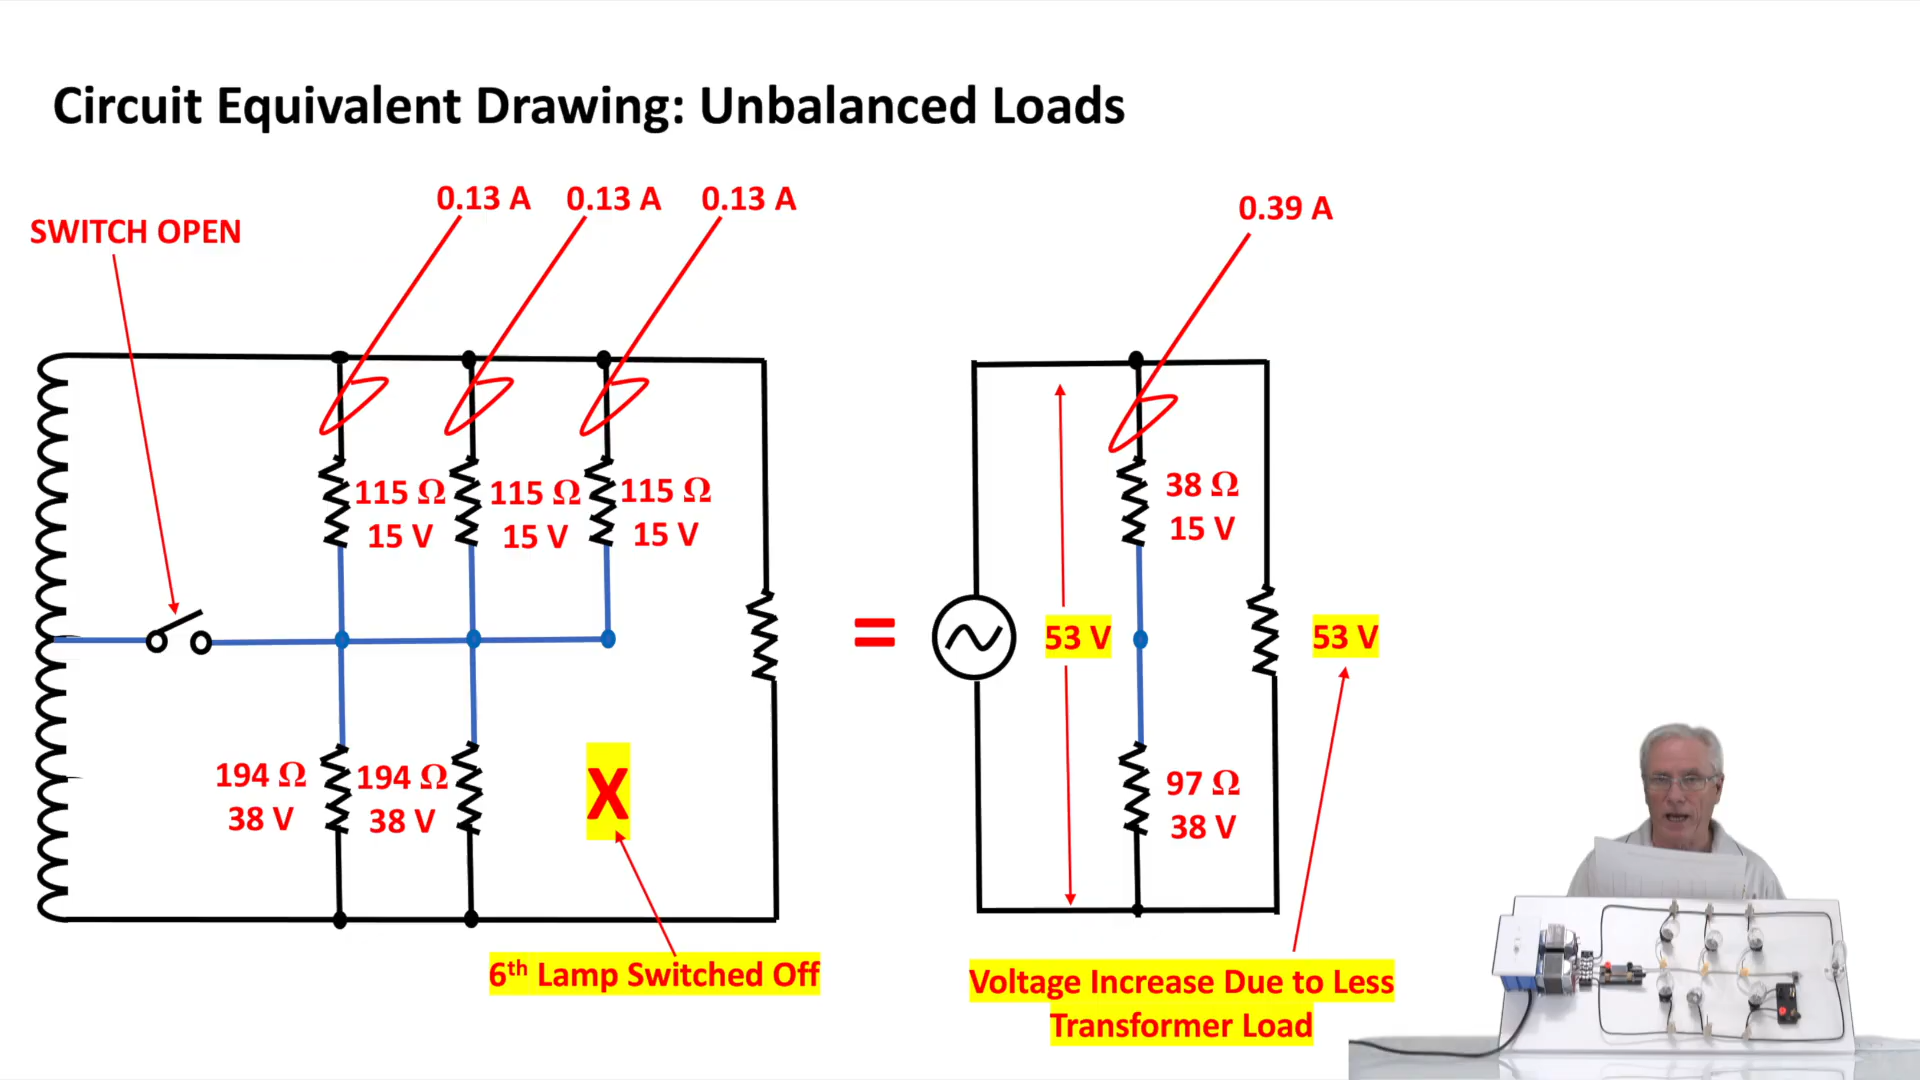 Circuit Equivalent Drawing: Unbalanced Loads
0.13 A 0.13 A 0.13 A
0.39 A
SWITCH OPEN
115 Ω 115 Ω 115 Ω
15 V 15 V 15 V
38 Ω
15 V
=
53 V
53 V
194 Ω 194 Ω
38 V 38 V
X
97 Ω
38 V
6th Lamp Switched Off
Voltage Increase Due to Less
Transformer Load